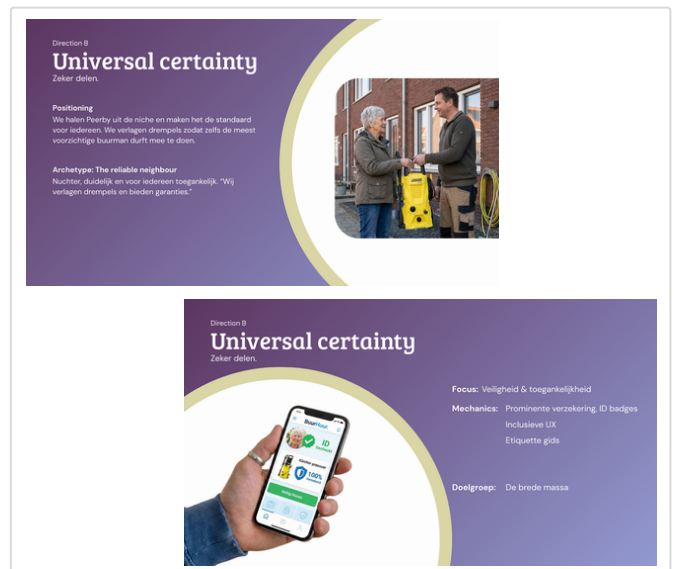 Direction B
Universal certainty
Zeker delen.
Positioning
We halen Peerby uit de niche en maken het de standaard
voor iedereen. We verlagen drempels zodat zelfs de meest
voorzichtige buurman durft mee te doen.
Archetype: The reliable neighbour
Nuchter, duidelijk en voor iedereen toegankelijk. "Wij
verlagen drempels en bieden garanties."
Direction B
Universal certainty
Zeker delen.
Focus: Veiligheid & toegankelijkheid
Mechanics: Prominente verzekering, ID badges
Inclusieve UX
Etiquette gids
Doelgroep: De brede massa
BuurHuur
ID
100%